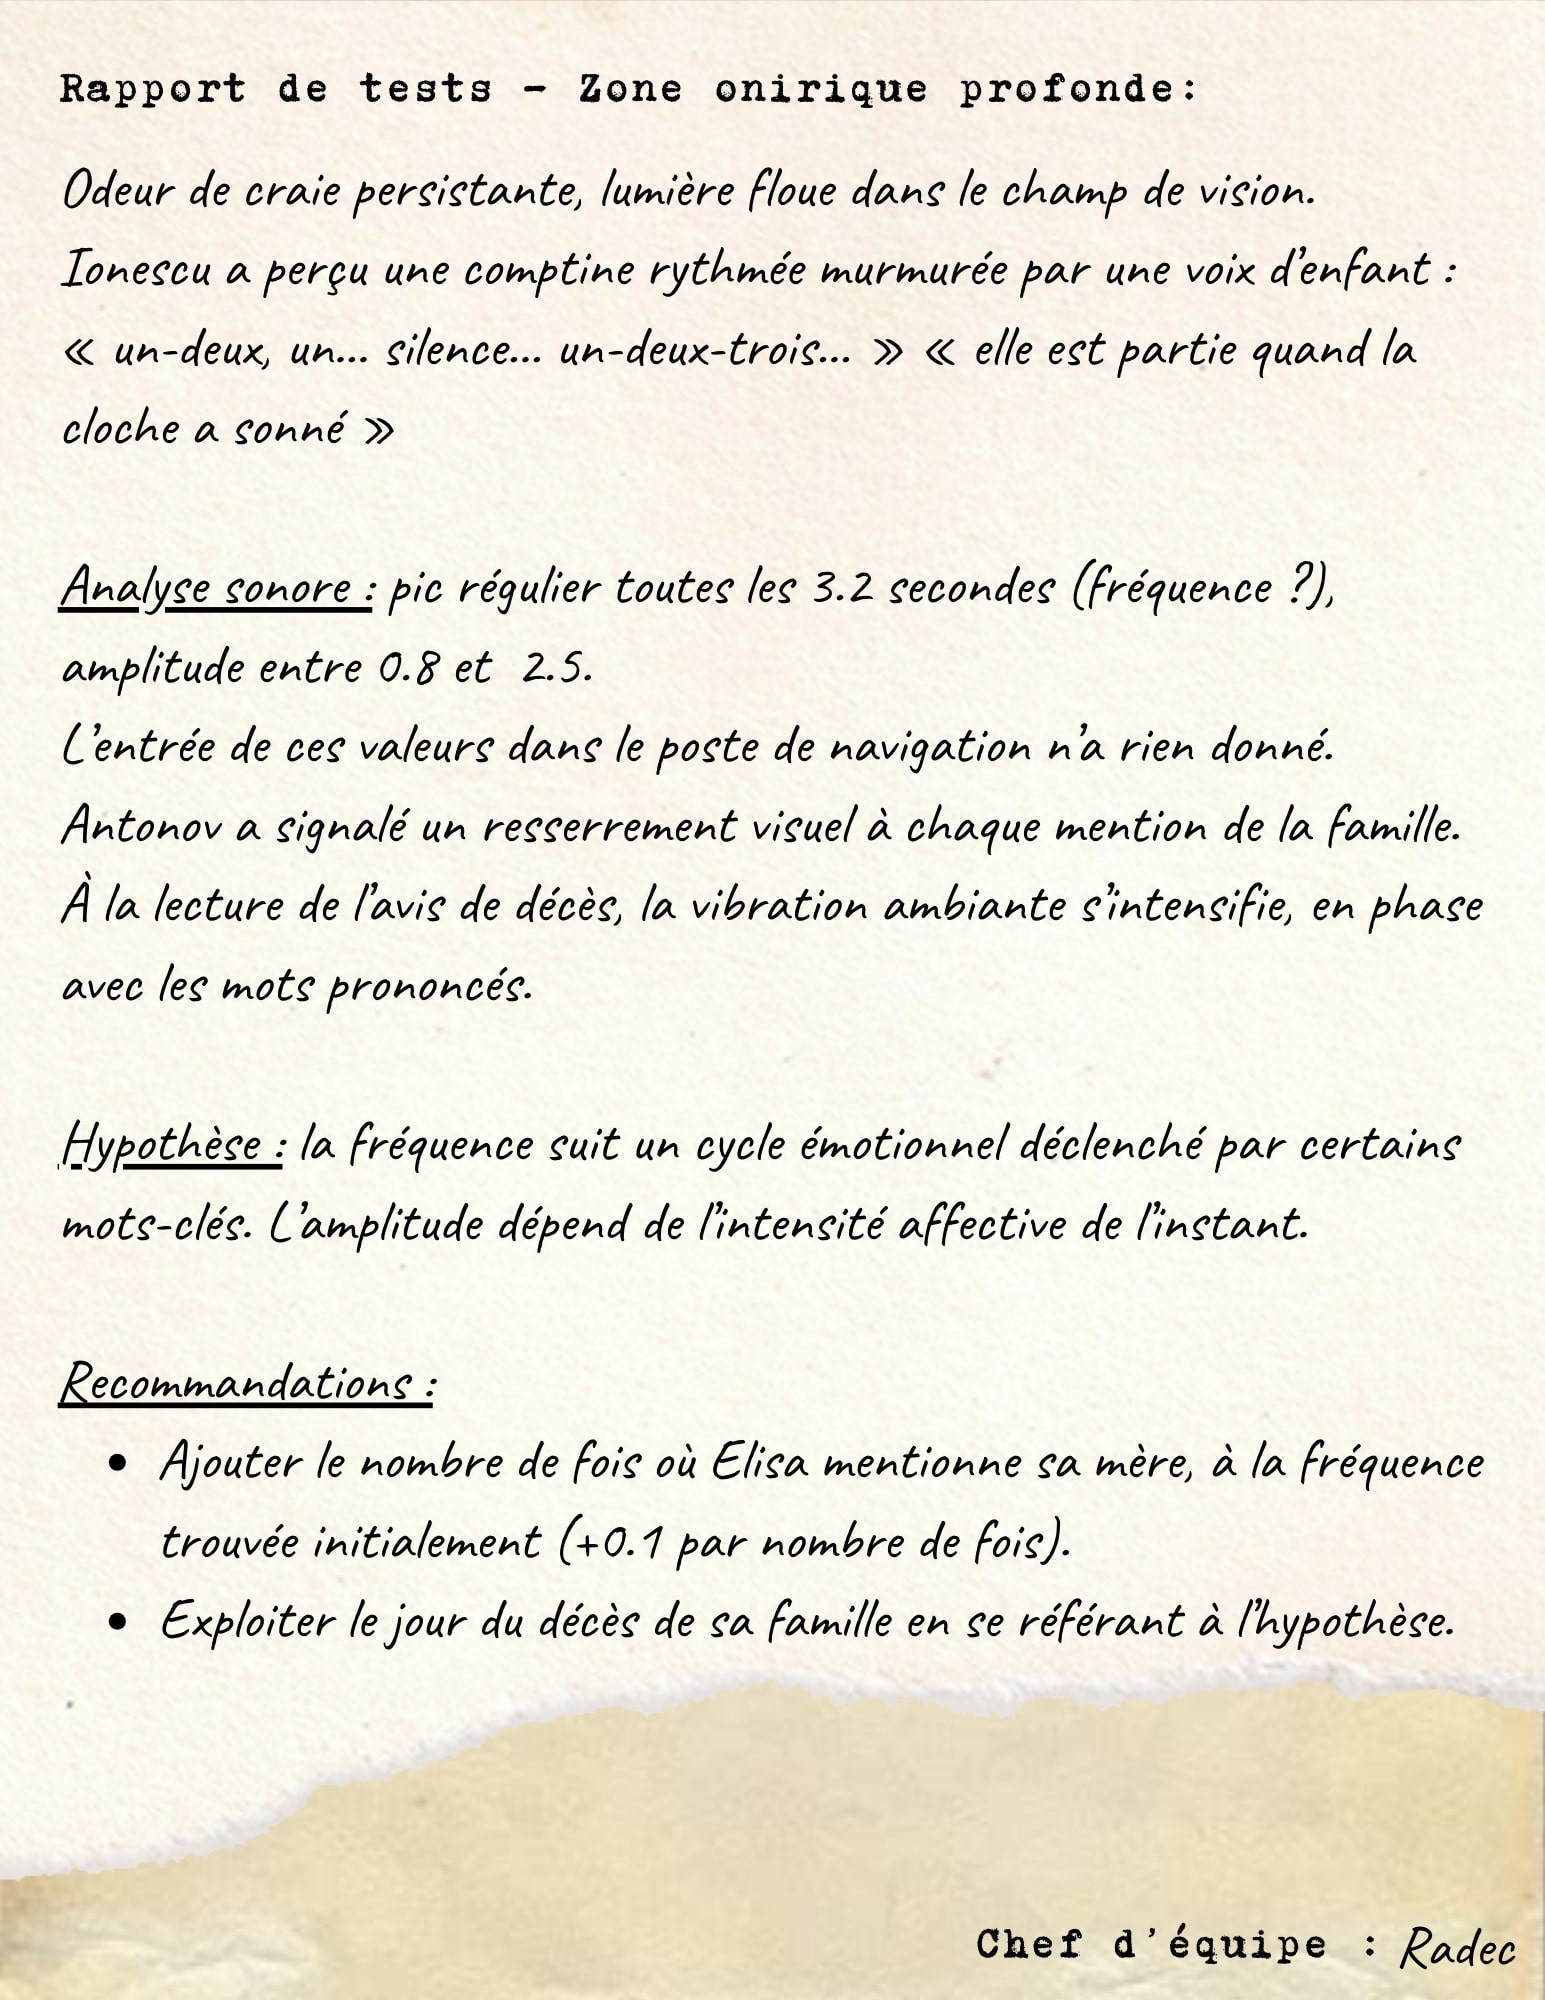 Rapport de tests - Zone onirique profonde:
Odeur de craie persistante, lumière floue dans le champ de vision.
Ionescu a perçu une comptine rythmée murmurée par une voix d'enfant :
« un-deux, un... silence... un-deux-trois... » « elle est partie quand la
cloche a sonné »
Analyse sonore : pic régulier toutes les 3.2 secondes (fréquence ?),
amplitude entre 0.8 et 2.5.
L'entrée de ces valeurs dans le poste de navigation n'a rien donné.
Antonov a signalé un resserrement visuel à chaque mention de la famille.
À la lecture de l'avis de décès, la vibration ambiante s'intensifie, en phase
avec les mots prononcés.
Hypothèse : la fréquence suit un cycle émotionnel déclenché par certains
mots-clés. L'amplitude dépend de l'intensité affective de l'instant.
Recommandations :
• Ajouter le nombre de fois où Elisa mentionne sa mère, à la fréquence
trouvée initialement (+0.1 par nombre de fois).
• Exploiter le jour du décès de sa famille en se référant à l'hypothèse.
Chef d'équipe : Radec